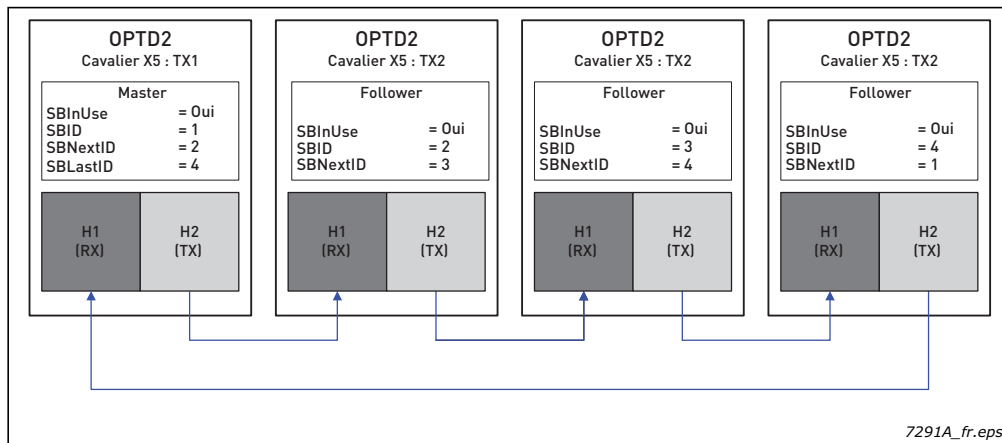 OPTD2
Cavalier X5 : TX1
Master
SBInUse = Oui
SBID = 1
SBNextID = 2
SBLastID = 4
H1
(RX)
H2
(TX)
OPTD2
Cavalier X5 : TX2
Follower
SBInUse = Oui
SBID = 2
SBNextID = 3
H1
(RX)
H2
(TX)
OPTD2
Cavalier X5 : TX2
Follower
SBInUse = Oui
SBID = 3
SBNextID = 4
H1
(RX)
H2
(TX)
OPTD2
Cavalier X5 : TX2
Follower
SBInUse = Oui
SBID = 4
SBNextID = 1
H1
(RX)
H2
(TX)
7291A_fr.eps